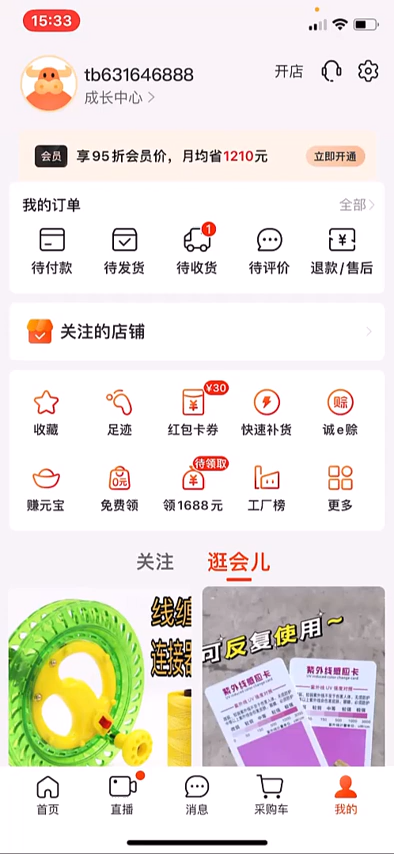 15:33
tb631646888
成长中心
开店
会员
享95折会员价，月均省1210元
立即开通
我的订单
全部
1
待付款
待发货
待收货
待评价
退款/售后
关注的店铺
¥30
收藏
足迹
红包卡券
快速补货
赊
诚e赊
待领取
0元
赚元宝
免费领
领1688元
工厂榜
更多
关注
逛会儿
线缠
连接器
可反复使用~
紫外线感应卡
紫外线感应卡
首页
直播
消息
采购车
我的